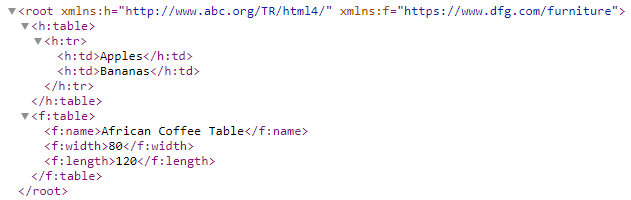 <root xmlns:h="http://www.abc.org/TR/html4/" xmlns:f="https://www.dfg.com/furniture">
<h:table>
<h:tr>
<h:td>Apples</h:td>
<h:td>Bananas</h:td>
</h:tr>
</h:table>
<f:table>
<f:name>African Coffee Table</f:name>
<f:width>80</f:width>
<f:length>120</f:length>
</f:table>
</root>